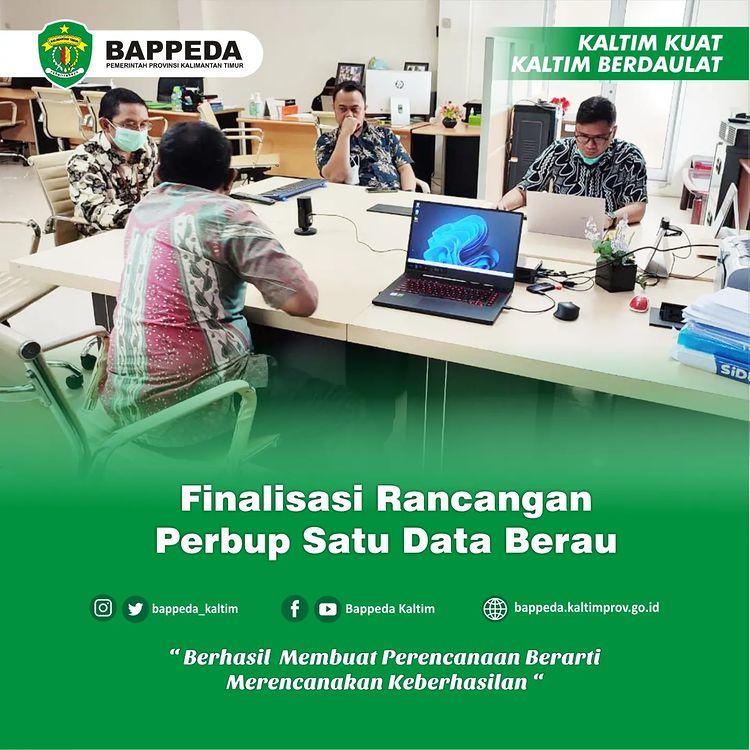 BAPPEDA
PEMERINTAH PROVINSI KALIMANTAN TIMUR
KALTIM KUAT
KALTIM BERDAULAT
SiDU
Finalisasi Rancangan
Perbup Satu Data Berau
bappeda_kaltim
Bappeda Kaltim
bappeda.kaltimprov.go.id
“ Berhasil Membuat Perencanaan Berarti
Merencanakan Keberhasilan “